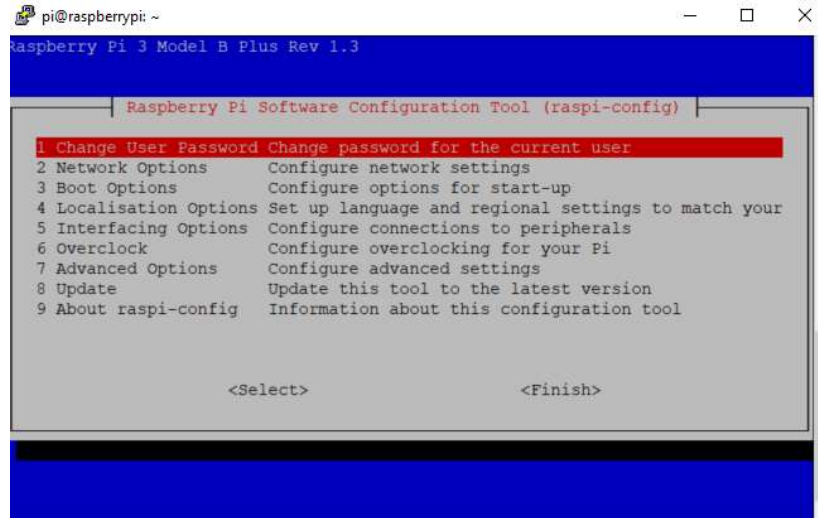 pi@raspberrypi: ~
Raspberry Pi 3 Model B Plus Rev 1.3
Raspberry Pi Software Configuration Tool (raspi-config)
1 Change User Password Change password for the current user
2 Network Options Configure network settings
3 Boot Options Configure options for start-up
4 Localisation Options Set up language and regional settings to match your
5 Interfacing Options Configure connections to peripherals
6 Overclock Configure overclocking for your Pi
7 Advanced Options Configure advanced settings
8 Update Update this tool to the latest version
9 About raspi-config Information about this configuration tool
<Select> <Finish>